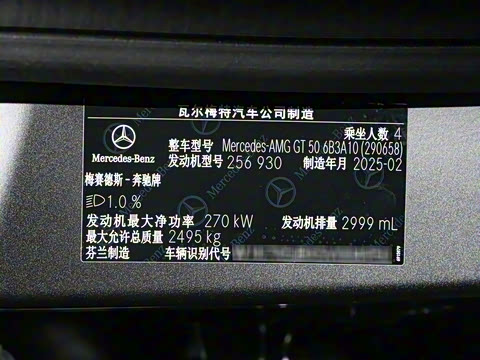 瓦尔梅特汽车公司制造
乘坐人数 4
Mercedes-Benz
整车型号 Mercedes-AMG GT 50 6B3A10 (290658)
发动机型号 256 930 制造年月 2025-02
梅赛德斯-奔驰牌
1.0 %
发动机最大净功率 270 kW 发动机排量 2999 mL
最大允许总质量 2495 kg
芬兰制造 车辆识别代号